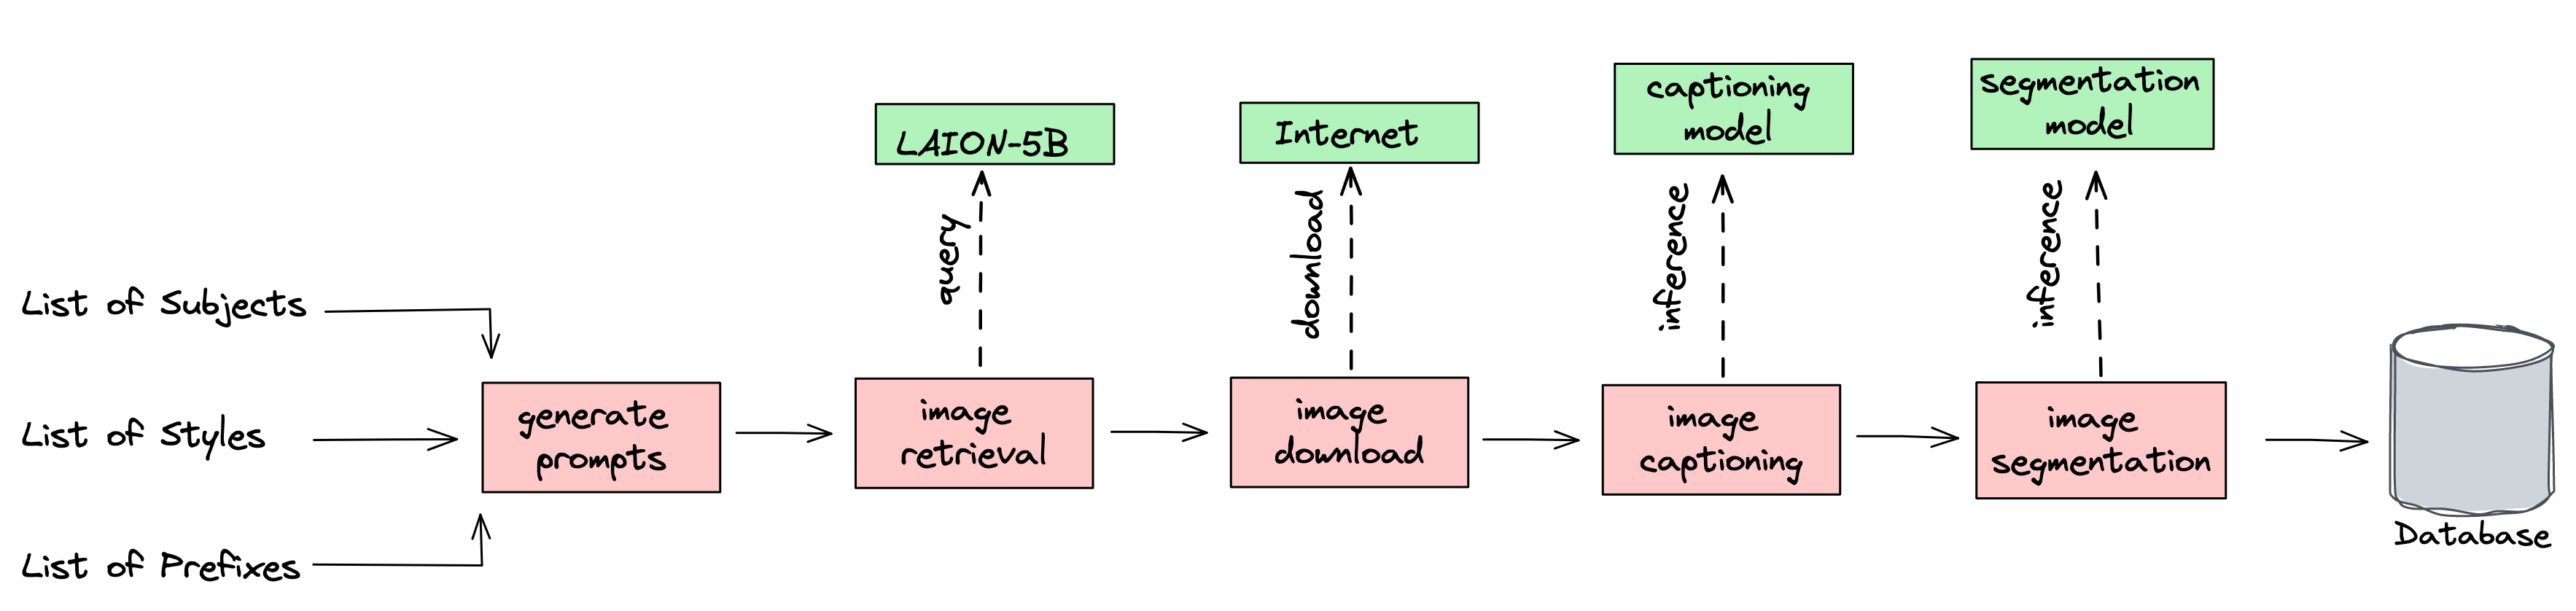 List of Subjects
List of Styles
List of Prefixes
generate
prompts
LAION-5B
query
image
retrieval
Internet
download
image
download
captioning
model
inference
image
captioning
segmentation
model
inference
image
segmentation
Database